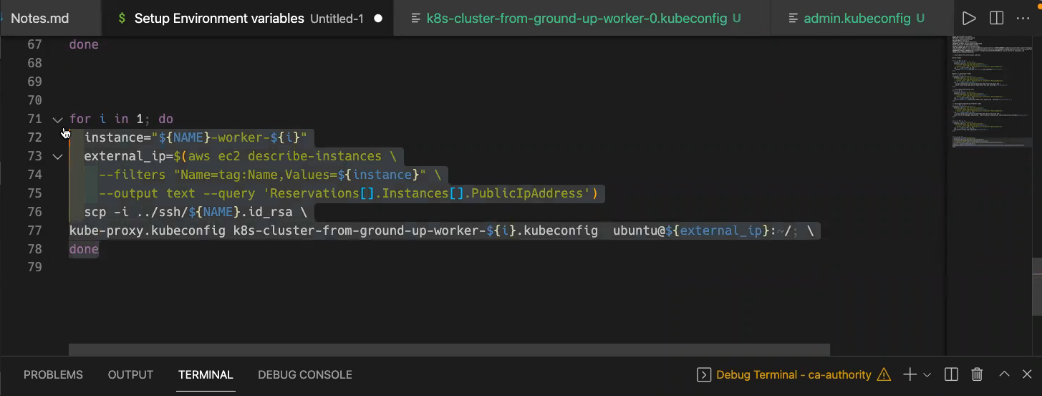 Notes.md $ Setup Environment variables Untitled-1 k8s-cluster-from-ground-up-worker-0.kubeconfig U admin.kubeconfig U
67 done
68
69
70
71 for i in 1; do
72 instance="${NAME}-worker-${i}"
73 external_ip=$(aws ec2 describe-instances \
74 --filters "Name=tag:Name,Values=${instance}" \
75 --output text --query 'Reservations[].Instances[].PublicIpAddress')
76 scp -i ../ssh/${NAME}.id_rsa \
77 kube-proxy.kubeconfig k8s-cluster-from-ground-up-worker-${i}.kubeconfig ubuntu@${external_ip}:~/; \
78 done
79
PROBLEMS OUTPUT TERMINAL DEBUG CONSOLE Debug Terminal - ca-authority